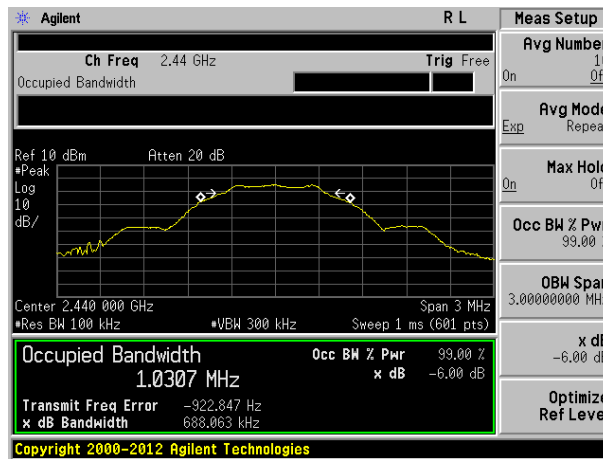 Agilent R L Meas Setup
Ch Freq 2.44 GHz Trig Free
Occupied Bandwidth
Avg Number
On
Avg Mode
Exp Repeat
Max Hold
On
Occ BW % Pwr
99.00
OBW Span
3.00000000 MHz
x dB
-6.00 dB
Optimize
Ref Level
Ref 10 dBm Atten 20 dB
#Peak
Log
10
dB/
Center 2.440 000 GHz Span 3 MHz
#Res BW 100 kHz #VBW 300 kHz Sweep 1 ms (601 pts)
Occupied Bandwidth Occ BW % Pwr 99.00 %
1.0307 MHz x dB -6.00 dB
Transmit Freq Error -922.847 Hz
x dB Bandwidth 688.063 kHz
Copyright 2000-2012 Agilent Technologies